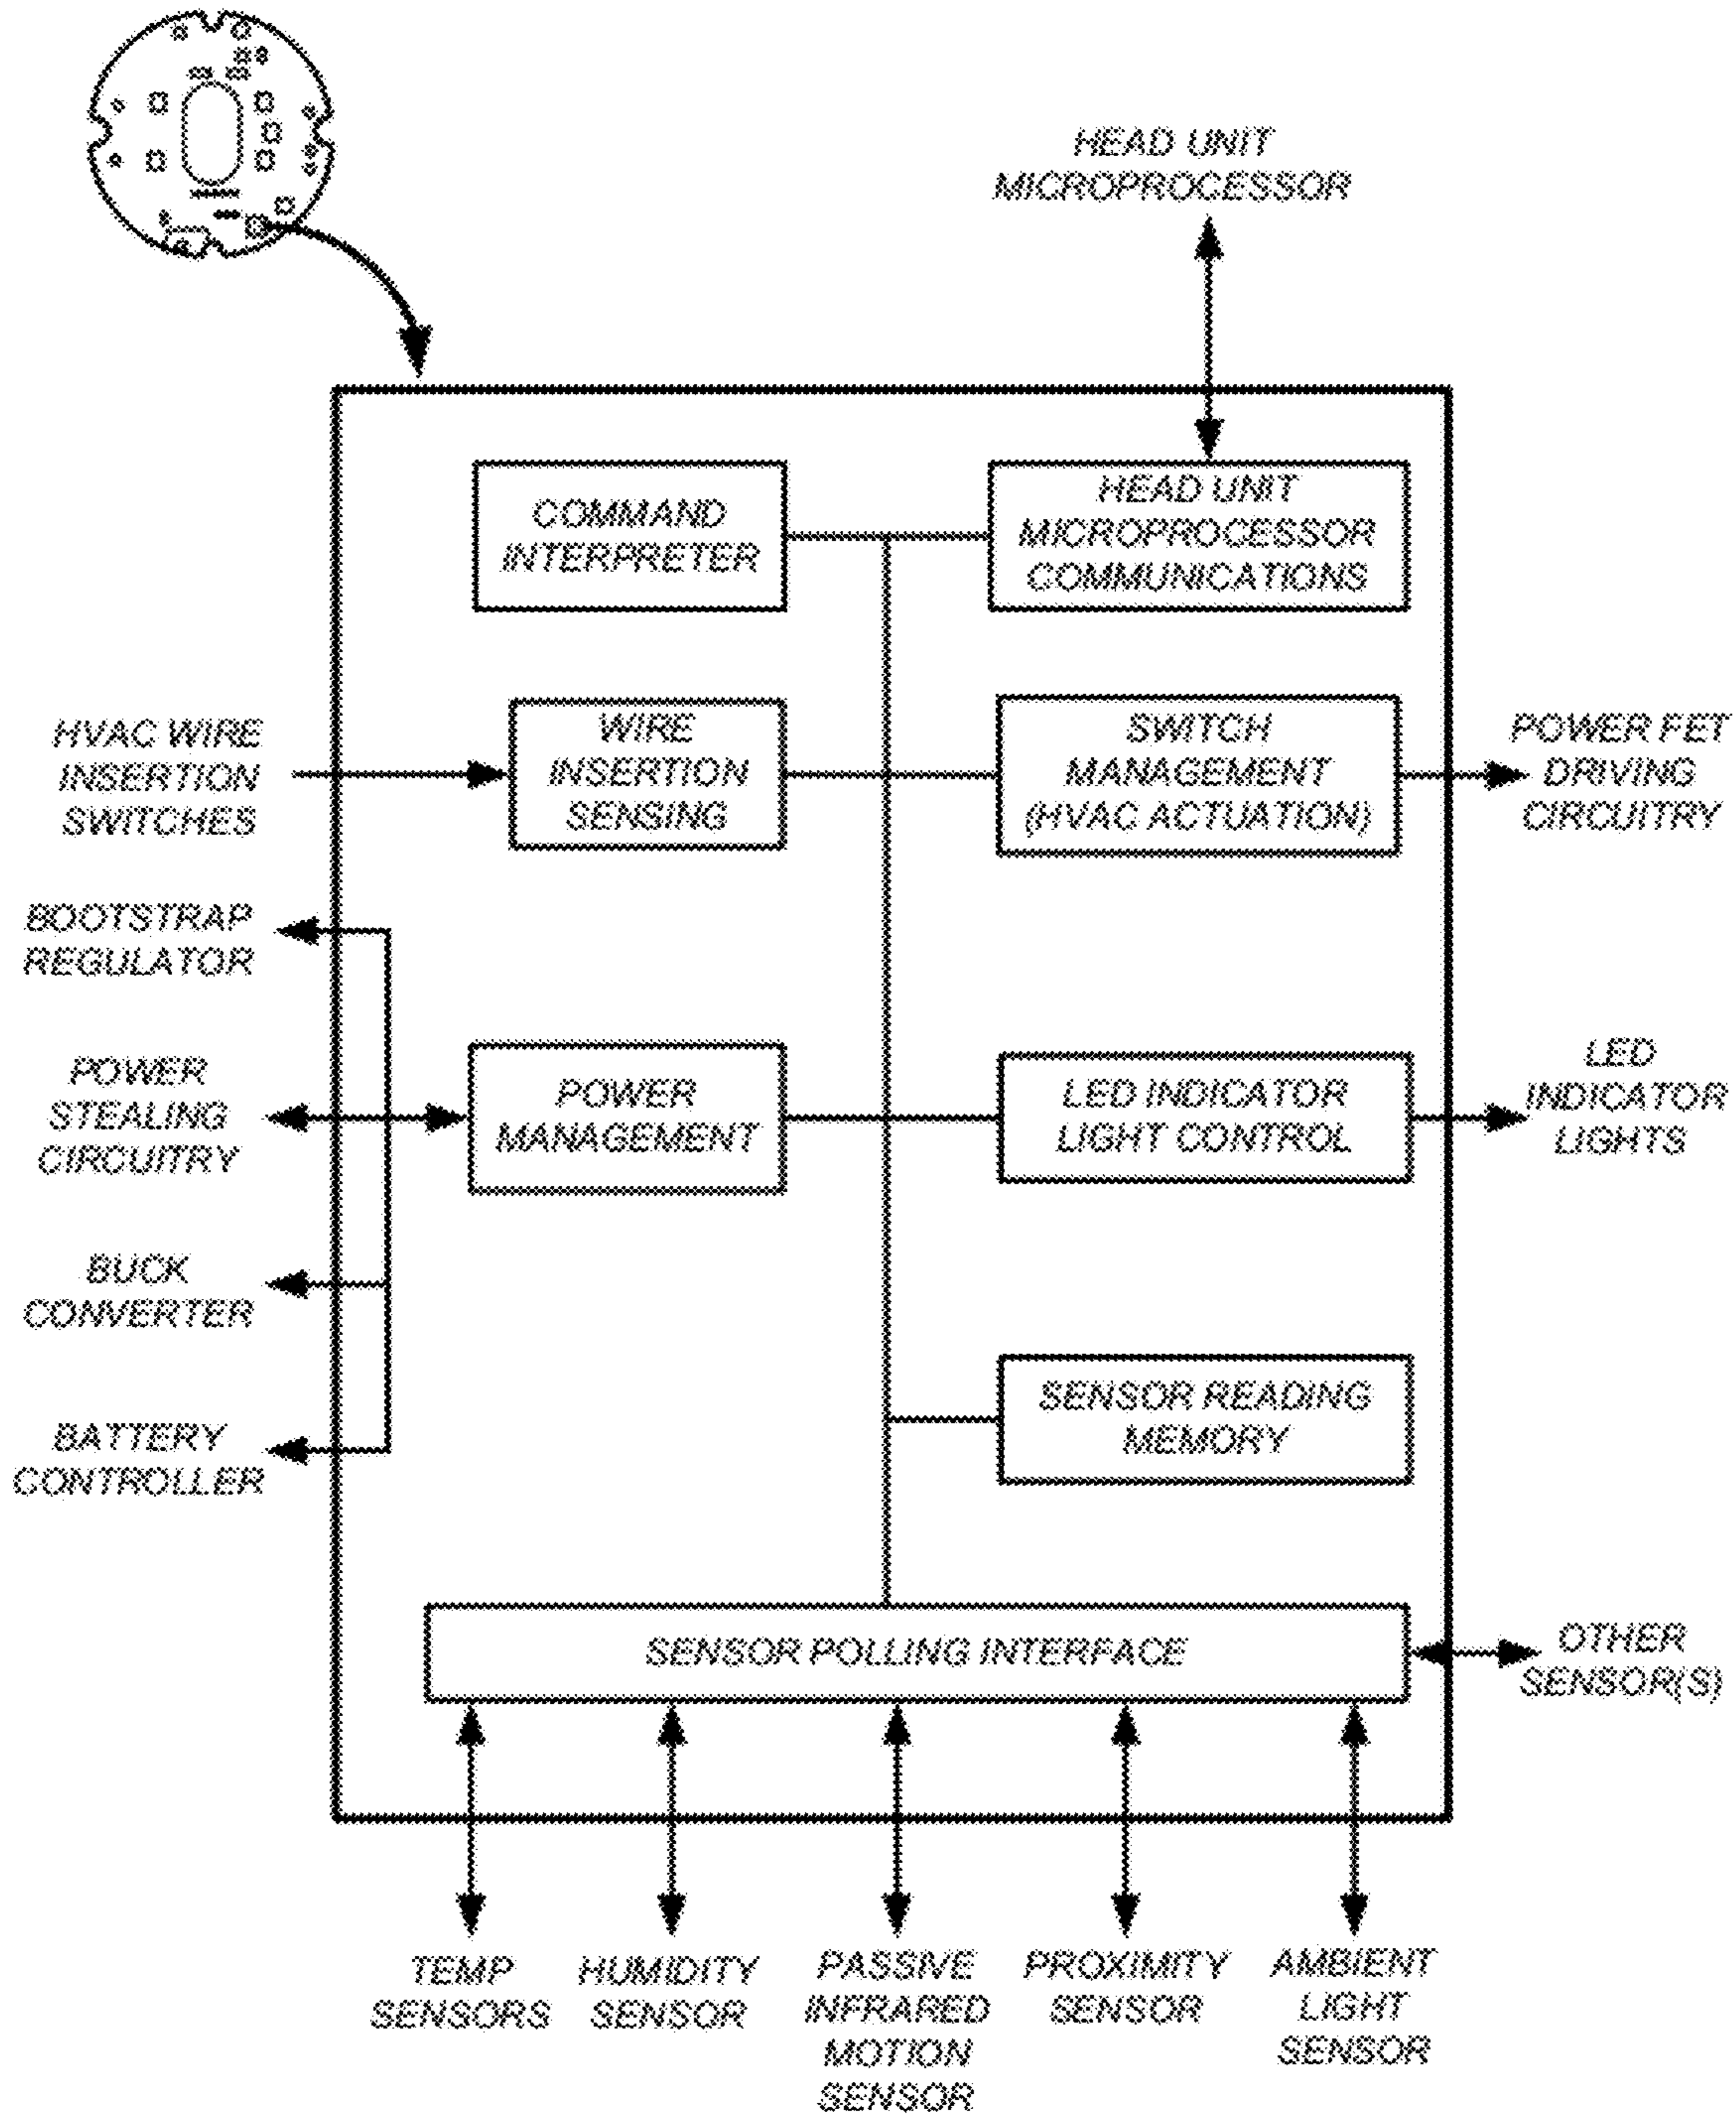 HEAD UNIT
MICROPROCESSOR
COMMAND
INTERPRETER
HEAD UNIT
MICROPROCESSOR
COMMUNICATIONS
HVAC WIRE
INSERTION
SWITCHES
WIRE
INSERTION
SENSING
SWITCH
MANAGEMENT
(HVAC ACTUATION)
POWER FET
DRIVING
CIRCUITRY
BOOTSTRAP
REGULATOR
POWER
STEALING
CIRCUITRY
POWER
MANAGEMENT
LED INDICATOR
LIGHT CONTROL
LED
INDICATOR
LIGHTS
BUCK
CONVERTER
SENSOR READING
MEMORY
BATTERY
CONTROLLER
SENSOR POLLING INTERFACE
OTHER
SENSOR(S)
TEMP
SENSORS
HUMIDITY
SENSOR
PASSIVE
INFRARED
MOTION
SENSOR
PROXIMITY
SENSOR
AMBIENT
LIGHT
SENSOR